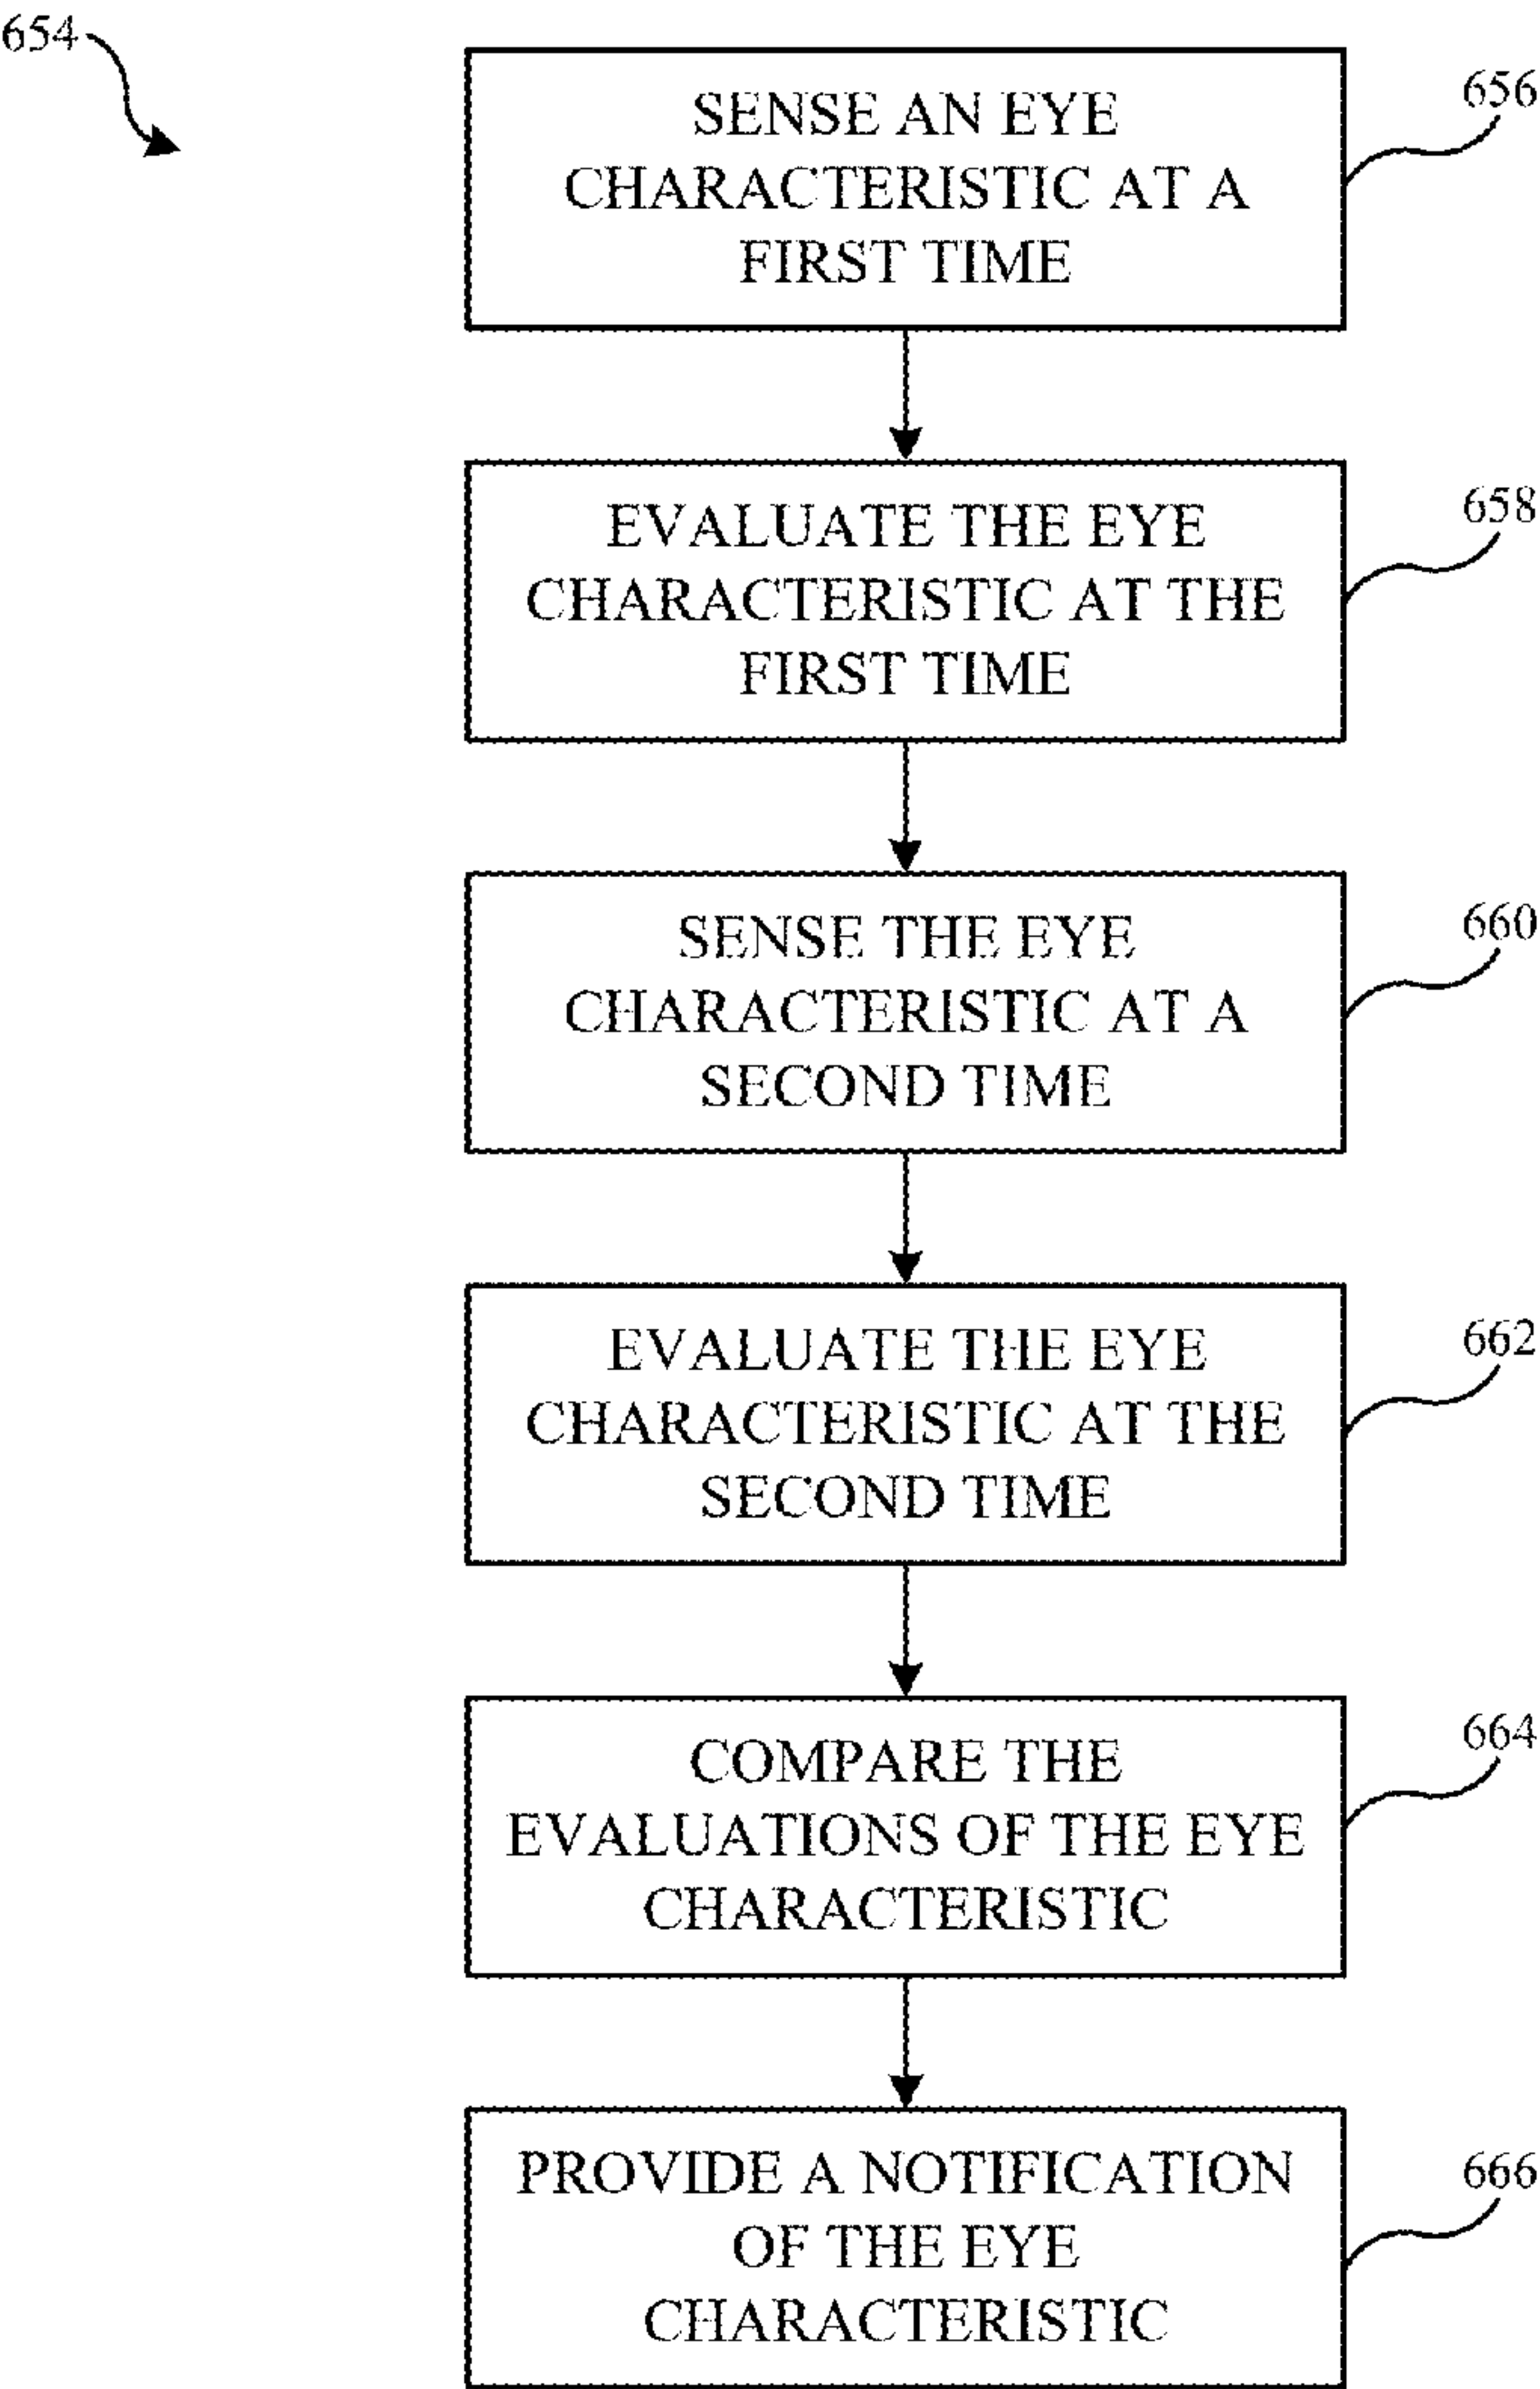 654
SENSE AN EYE
CHARACTERISTIC AT A
FIRST TIME
656
EVALUATE THE EYE
CHARACTERISTIC AT THE
FIRST TIME
658
SENSE THE EYE
CHARACTERISTIC AT A
SECOND TIME
660
EVALUATE THE EYE
CHARACTERISTIC AT THE
SECOND TIME
662
COMPARE THE
EVALUATIONS OF THE EYE
CHARACTERISTIC
664
PROVIDE A NOTIFICATION
OF THE EYE
CHARACTERISTIC
666